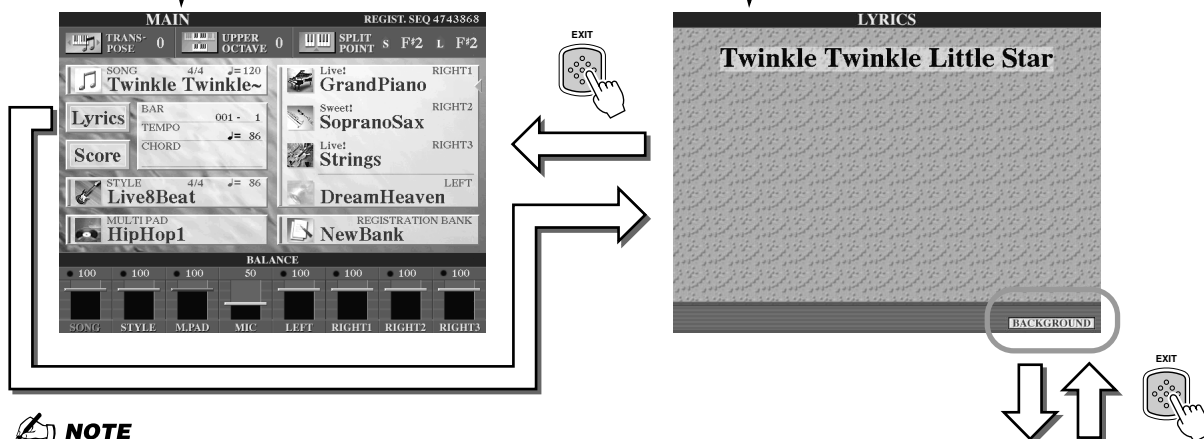 MAIN
REGIST. SEQ 4743868
TRANS-
POSE 0
UPPER
OCTAVE 0
SPLIT
POINT S F#2 L F#2
SONG 4/4 ♩=120
Twinkle Twinkle~
Lyrics
Score
BAR
001 - 1
TEMPO
♩= 86
CHORD
STYLE 4/4 ♩= 86
Live8Beat
MULTI PAD
HipHop1
Live! RIGHT1
GrandPiano
Sweet! RIGHT2
SopranoSax
Live! RIGHT3
Strings
LEFT
DreamHeaven
REGISTRATION BANK
NewBank
BALANCE
100 100 100 50 100 100 100 100
SONG STYLE M.PAD MIC LEFT RIGHT1 RIGHT2 RIGHT3
EXIT
LYRICS
Twinkle Twinkle Little Star
BACKGROUND
EXIT
NOTE